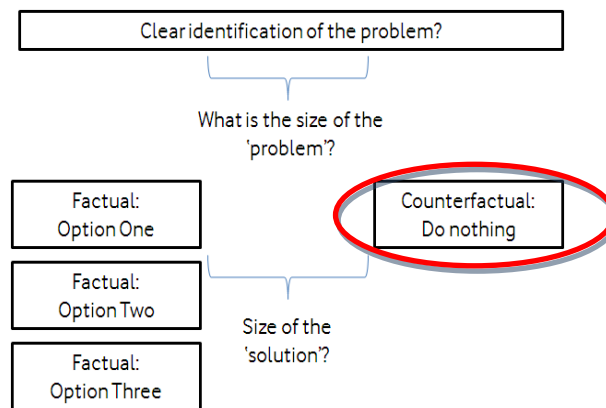 Clear identification of the problem?
What is the size of the
‘problem’?
Factual:
Option One
Counterfactual:
Do nothing
Factual:
Option Two
Size of the
‘solution’?
Factual:
Option Three